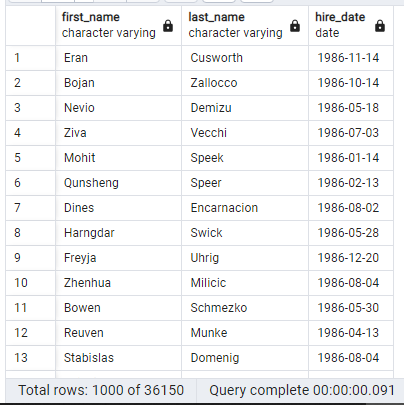 first_name last_name hire_date
character varying character varying date
1 Eran Cusworth 1986-11-14
2 Bojan Zallocco 1986-10-14
3 Nevio Demizu 1986-05-18
4 Ziva Vecchi 1986-07-03
5 Mohit Speek 1986-01-14
6 Qunsheng Speer 1986-02-13
7 Dines Encarnacion 1986-08-02
8 Harngdar Swick 1986-05-28
9 Freyja Uhrig 1986-12-20
10 Zhenhua Milicic 1986-08-04
11 Bowen Schmezko 1986-05-30
12 Reuven Munke 1986-04-13
13 Stabislas Domenig 1986-08-04
Total rows: 1000 of 36150 Query complete 00:00:00.091